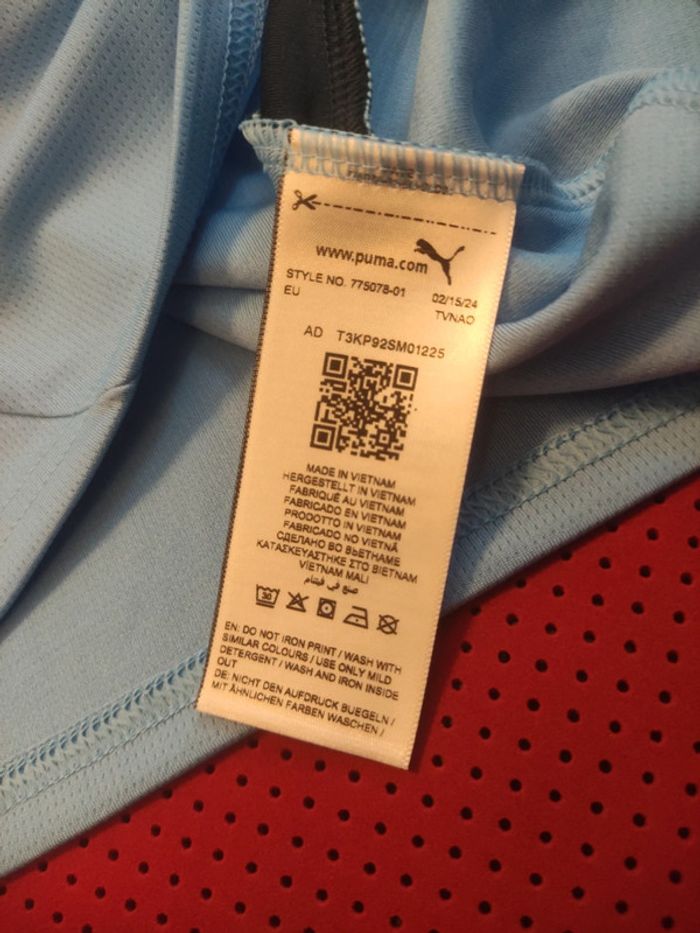 www.puma.com
STYLE NO. 775078-01
02/15/24
EU
TVNAO
AD T3KP92SM01225
MADE IN VIETNAM
HERGESTELLT IN VIETNAM
FABRIQUÉ AU VIETNAM
FABRICADO EN VIETNAM
PRODOTTO IN VIETNAM
FABRICADO NO VIETNÃ
СДЕЛАНО ВО ВЬЕТНАМЕ
ΚΑΤΑΣΚΕΥΑΣΤΗΚΕ ΣΤΟ ΒΙΕΤΝΑΜ
VİETNAM MALI
صنع في فيتنام
30
EN: DO NOT IRON PRINT / WASH WITH
SIMILAR COLOURS / USE ONLY MILD
DETERGENT / WASH AND IRON INSIDE
OUT
DE: NICHT DEN AUFDRUCK BUEGELN /
MIT ÄHNLICHEN FARBEN WASCHEN /